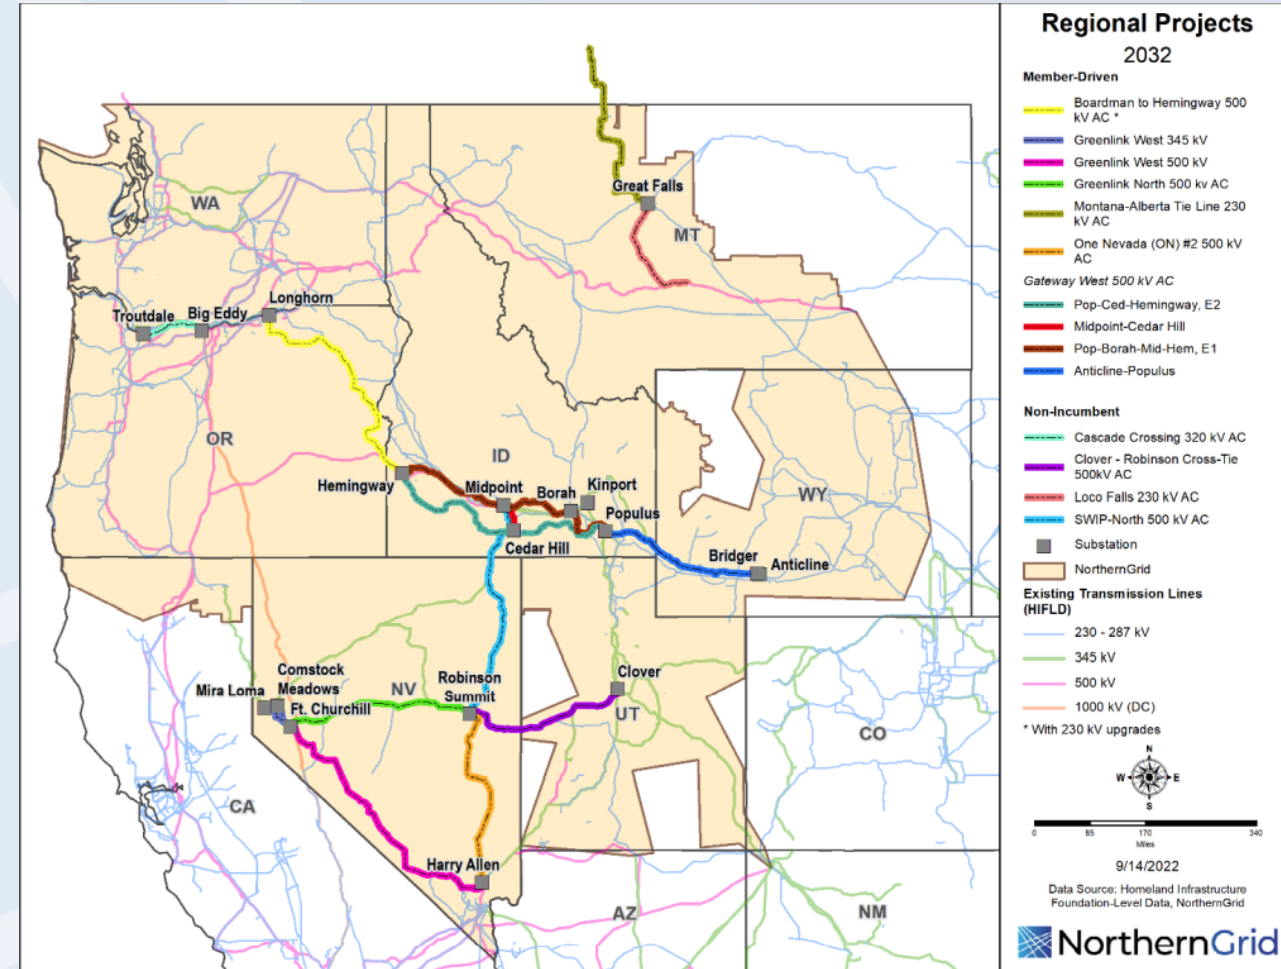 Regional Projects
2032
Member-Driven
Boardman to Hemingway 500
kV AC *
Greenlink West 345 kV
Greenlink West 500 kV
Greenlink North 500 kv AC
Montana-Alberta Tie Line 230
kV AC
One Nevada (ON) #2 500 kV
AC
Gateway West 500 kV AC
Pop-Ced-Hemingway, E2
Midpoint-Cedar Hill
Pop-Borah-Mid-Hem, E1
Anticline-Populus
Non-Incumbent
Cascade Crossing 320 kV AC
Clover - Robinson Cross-Tie
500kV AC
Loco Falls 230 kV AC
SWIP-North 500 kV AC
Substation
NorthernGrid
Existing Transmission Lines
(HIFLD)
230 - 287 kV
345 kV
500 kV
1000 kV (DC)
* With 230 kV upgrades
N
W
E
S
0
85
170
340
Miles
9/14/2022
Data Source: Homeland Infrastructure
Foundation-Level Data, NorthernGrid
NorthernGrid
Great Falls
WA
MT
Longhorn
Troutdale
Big Eddy
OR
ID
Hemingway
Midpoint
Borah
Kinport
Populus
WY
Cedar Hill
Bridger
Anticline
Comstock
Meadows
Mira Loma
Ft. Churchill
NV
Robinson
Summit
Clover
UT
CO
CA
Harry Allen
AZ
NM